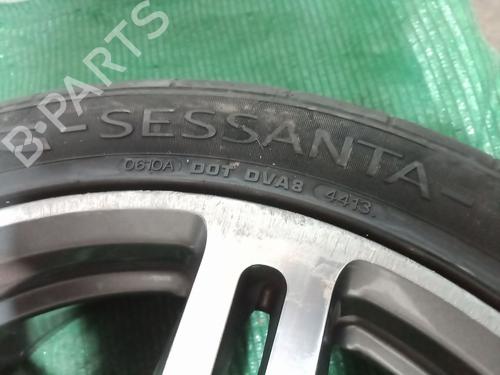 B-PARTS
-SESSANTA-
0610A DOT DVA8 4413